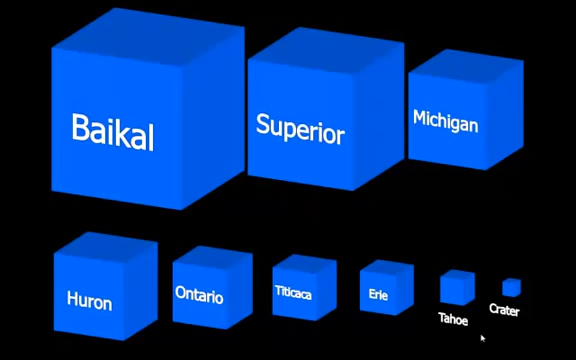 Baikal
Superior
Michigan
Huron
Ontario
Titicaca
Erie
Tahoe
Crater